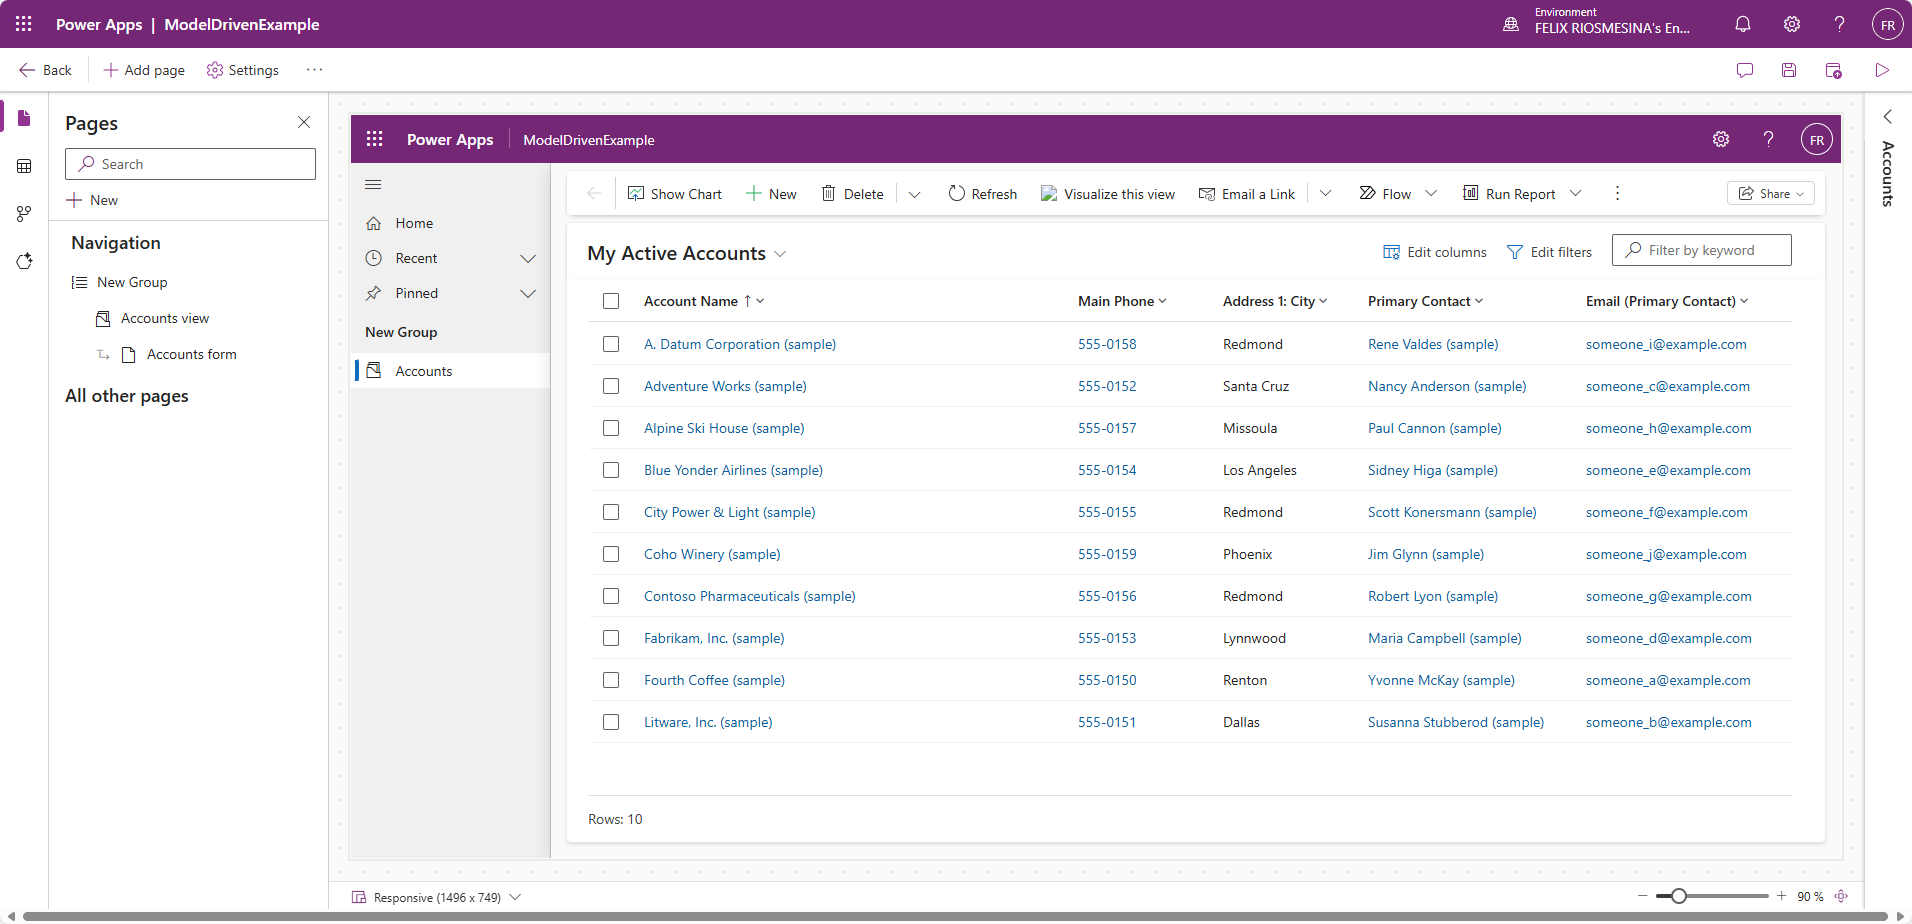 Power Apps | ModelDrivenExample
Environment
FELIX RIOSMESINA's En...
FR
Back
Add page
Settings
Pages
Search
New
Navigation
New Group
Accounts view
Accounts form
All other pages
Power Apps
ModelDrivenExample
FR
Home
Recent
Pinned
New Group
Accounts
Show Chart
New
Delete
Refresh
Visualize this view
Email a Link
Flow
Run Report
Share
My Active Accounts
Edit columns
Edit filters
Filter by keyword
Account Name Main Phone Address 1: City Primary Contact Email (Primary Contact)
A. Datum Corporation (sample) 555-0158 Redmond Rene Valdes (sample) someone_i@example.com
Adventure Works (sample) 555-0152 Santa Cruz Nancy Anderson (sample) someone_c@example.com
Alpine Ski House (sample) 555-0157 Missoula Paul Cannon (sample) someone_h@example.com
Blue Yonder Airlines (sample) 555-0154 Los Angeles Sidney Higa (sample) someone_e@example.com
City Power & Light (sample) 555-0155 Redmond Scott Konersmann (sample) someone_f@example.com
Coho Winery (sample) 555-0159 Phoenix Jim Glynn (sample) someone_j@example.com
Contoso Pharmaceuticals (sample) 555-0156 Redmond Robert Lyon (sample) someone_g@example.com
Fabrikam, Inc. (sample) 555-0153 Lynnwood Maria Campbell (sample) someone_d@example.com
Fourth Coffee (sample) 555-0150 Renton Yvonne McKay (sample) someone_a@example.com
Litware, Inc. (sample) 555-0151 Dallas Susanna Stubberod (sample) someone_b@example.com
Rows: 10
Accounts
Responsive (1496 x 749)
90 %